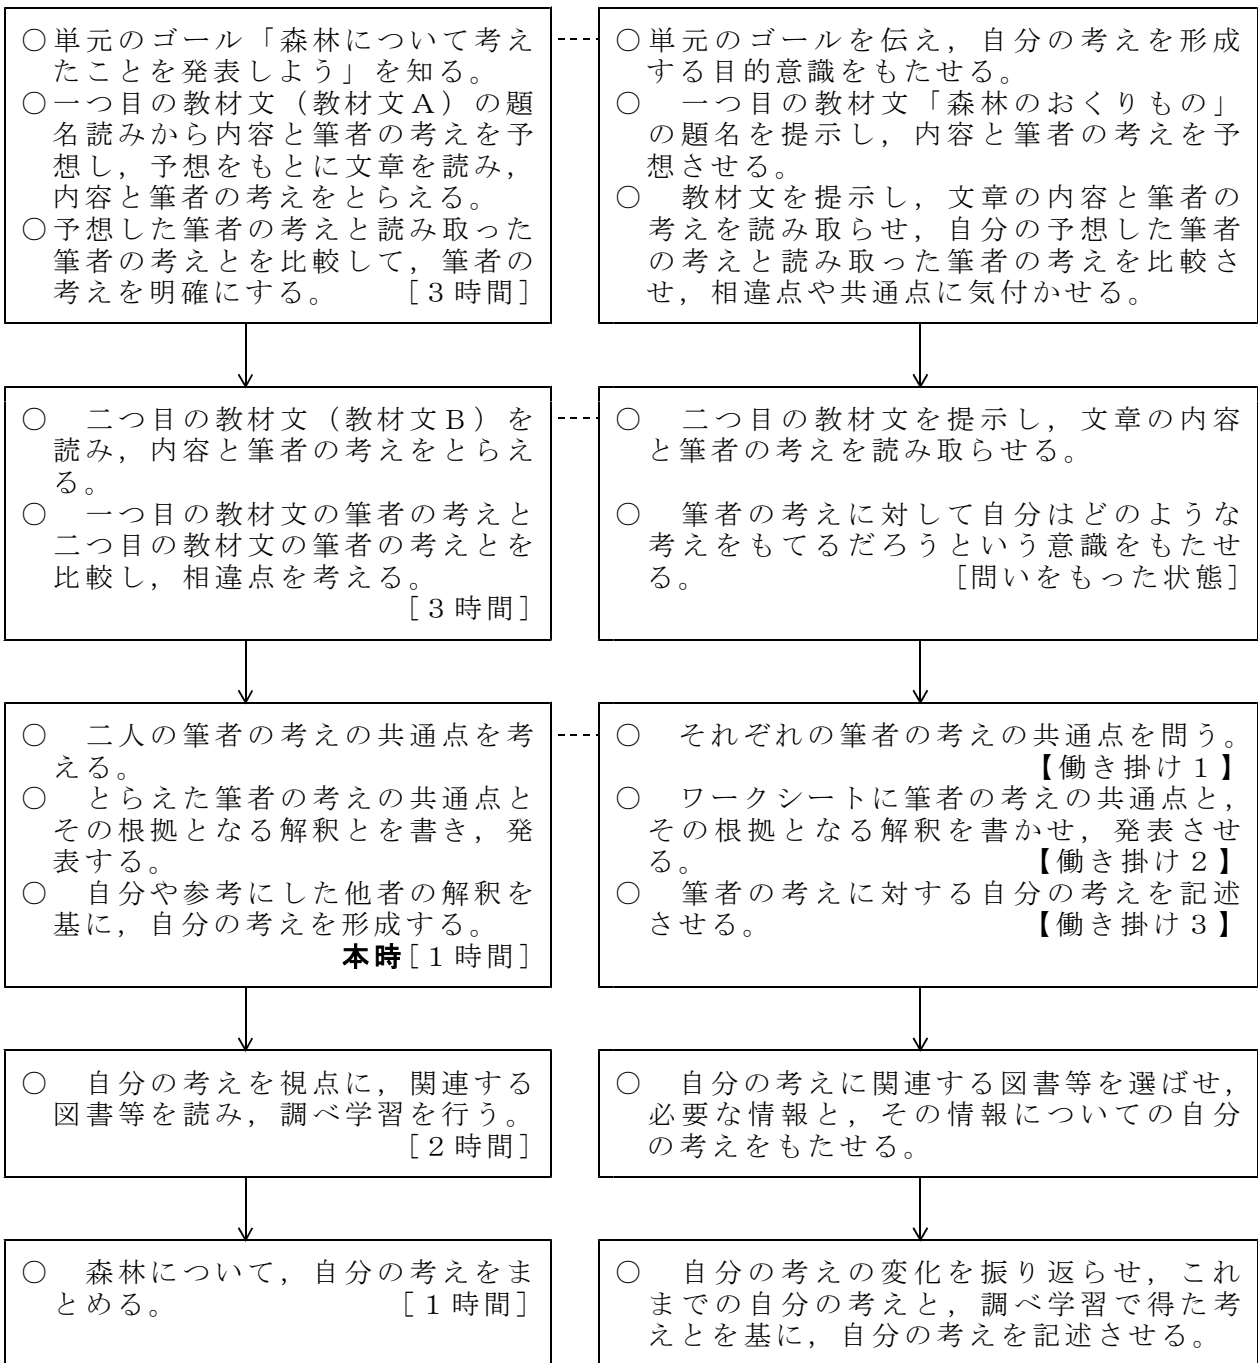 ○単元のゴール「森林について考え
たことを発表しよう」を知る。
○一つ目の教材文（教材文Ａ）の題
名読みから内容と筆者の考えを予
想し，予想をもとに文章を読み，
内容と筆者の考えをとらえる。
○予想した筆者の考えと読み取った
筆者の考えとを比較して，筆者の
考えを明確にする。　［３時間］
○単元のゴールを伝え，自分の考えを形成
する目的意識をもたせる。
○　一つ目の教材文「森林のおくりもの」
の題名を提示し，内容と筆者の考えを予
想させる。
○　教材文を提示し，文章の内容と筆者の
考えを読み取らせ，自分の予想した筆者
の考えと読み取った筆者の考えを比較さ
せ，相違点や共通点に気付かせる。
○　二つ目の教材文（教材文Ｂ）を
読み，内容と筆者の考えをとらえ
る。
○　一つ目の教材文の筆者の考えと
二つ目の教材文の筆者の考えとを
比較し，相違点を考える。
［３時間］
○　二つ目の教材文を提示し，文章の内容
と筆者の考えを読み取らせる。
○　筆者の考えに対して自分はどのような
考えをもてるだろうという意識をもたせ
る。　［問いをもった状態］
○　二人の筆者の考えの共通点を考
える。
○　とらえた筆者の考えの共通点と
その根拠となる解釈とを書き，発
表する。
○　自分や参考にした他者の解釈を
基に，自分の考えを形成する。
本時［１時間］
○　それぞれの筆者の考えの共通点を問う。
【働き掛け１】
○　ワークシートに筆者の考えの共通点と，
その根拠となる解釈を書かせ，発表させ
る。　【働き掛け２】
○　筆者の考えに対する自分の考えを記述
させる。　【働き掛け３】
○　自分の考えを視点に，関連する
図書等を読み，調べ学習を行う。
［２時間］
○　自分の考えに関連する図書等を選ばせ，
必要な情報と，その情報についての自分
の考えをもたせる。
○　森林について，自分の考えをま
とめる。　［１時間］
○　自分の考えの変化を振り返らせ，これ
までの自分の考えと，調べ学習で得た考
えとを基に，自分の考えを記述させる。